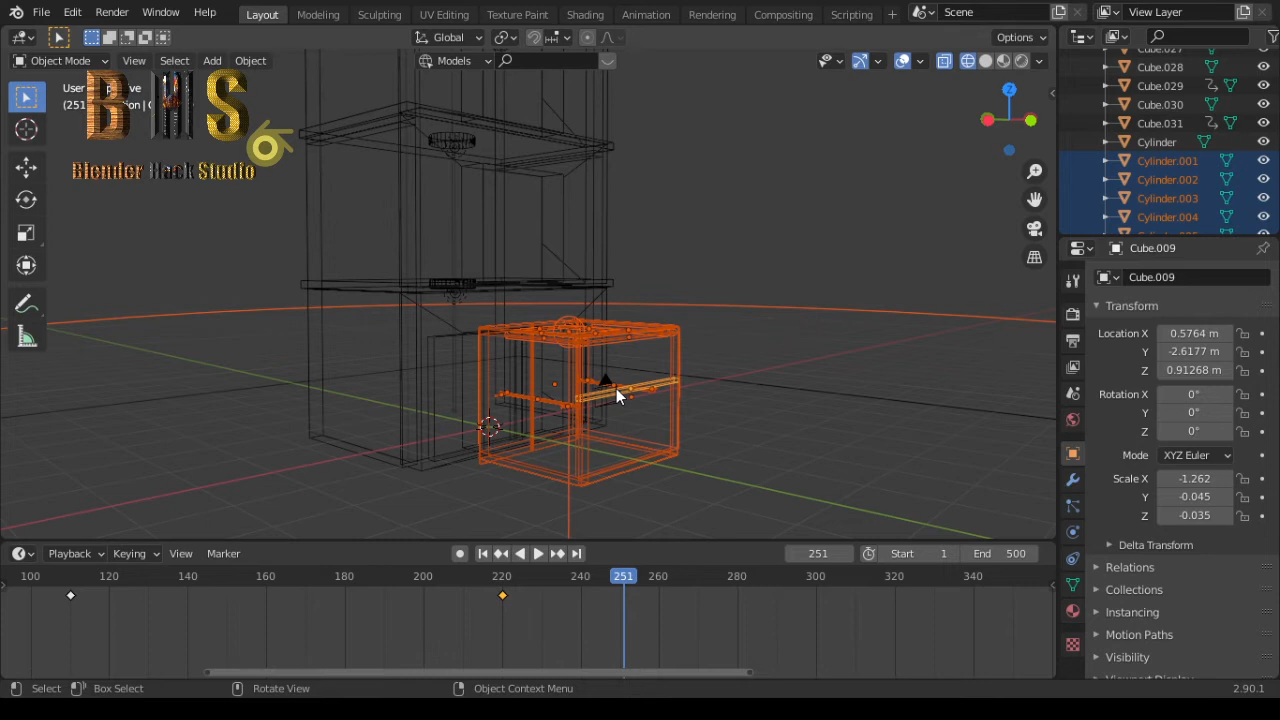 File Edit Render Window Help Layout Modeling Sculpting UV Editing Texture Paint Shading Animation Rendering Compositing Scripting Scene View Layer
Global Options
Object Mode View Select Add Object Models
BHS
Blender Hack Studio
Cube.028
Cube.029
Cube.030
Cube.031
Cylinder
Cylinder.001
Cylinder.002
Cylinder.003
Cylinder.004
Cube.009
Cube.009
Transform
Location X 0.5764 m
Y -2.6177 m
Z 0.91268 m
Rotation X 0°
Y 0°
Z 0°
Mode XYZ Euler
Scale X -1.262
Y -0.045
Z -0.035
Delta Transform
Relations
Collections
Instancing
Motion Paths
Visibility
Playback Keying View Marker 251 Start 1 End 500
100 120 140 160 180 200 220 240 251 260 280 300 320 340
Select Box Select Rotate View Object Context Menu 2.90.1